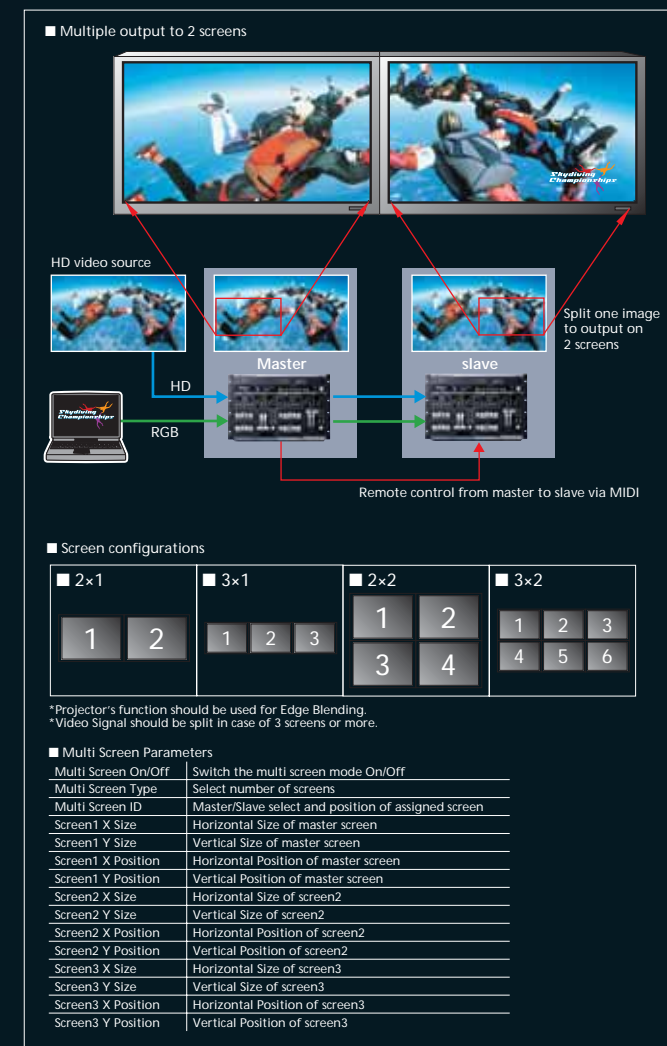 ■ Multiple output to 2 screens
Skydiving
Championships
HD video source
Split one image
to output on
2 screens
Master
slave
HD
Skydiving
Championships
RGB
Remote control from master to slave via MIDI
■ Screen configurations
■ 2×1
■ 3×1
■ 2×2
■ 3×2
1 2
1 2 3
1 2
3 4
1 2 3
4 5 6
*Projector's function should be used for Edge Blending.
*Video Signal should be split in case of 3 screens or more.
■ Multi Screen Parameters
Multi Screen On/Off Switch the multi screen mode On/Off
Multi Screen Type Select number of screens
Multi Screen ID Master/Slave select and position of assigned screen
Screen1 X Size Horizontal Size of master screen
Screen1 Y Size Vertical Size of master screen
Screen1 X Position Horizontal Position of master screen
Screen1 Y Position Vertical Position of master screen
Screen2 X Size Horizontal Size of screen2
Screen2 Y Size Vertical Size of screen2
Screen2 X Position Horizontal Position of screen2
Screen2 Y Position Vertical Position of screen2
Screen3 X Size Horizontal Size of screen3
Screen3 Y Size Vertical Size of screen3
Screen3 X Position Horizontal Position of screen3
Screen3 Y Position Vertical Position of screen3